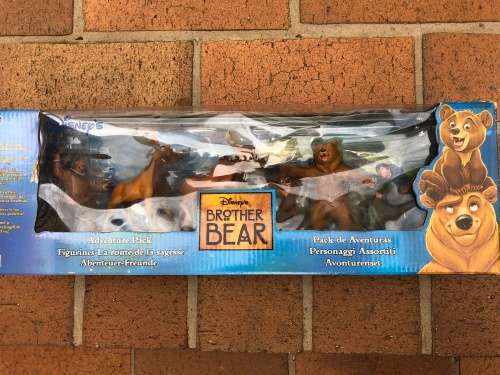 Disney's
Disney's
BROTHER
BEAR
Adventure Pack
Figurines-La route de la sagesse
Abenteuer-Freunde
Pack de Aventuras
Personaggi Assortiti
Avonturenset